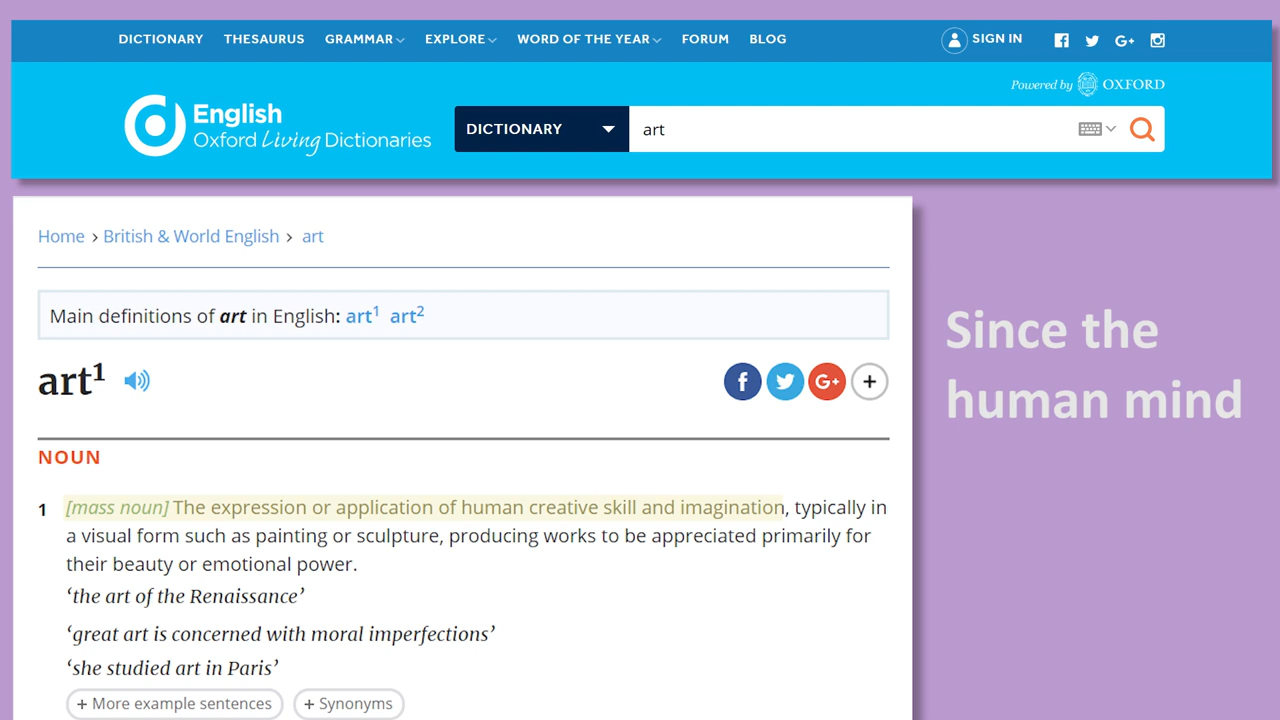 DICTIONARY THESAURUS GRAMMAR EXPLORE WORD OF THE YEAR FORUM BLOG SIGN IN
Powered by OXFORD
English
Oxford Living Dictionaries
DICTIONARY art
Home › British & World English › art
Main definitions of art in English: art¹ art²
art¹
NOUN
1 [mass noun] The expression or application of human creative skill and imagination, typically in
a visual form such as painting or sculpture, producing works to be appreciated primarily for
their beauty or emotional power.
‘the art of the Renaissance’
‘great art is concerned with moral imperfections’
‘she studied art in Paris’
+ More example sentences + Synonyms
Since the
human mind